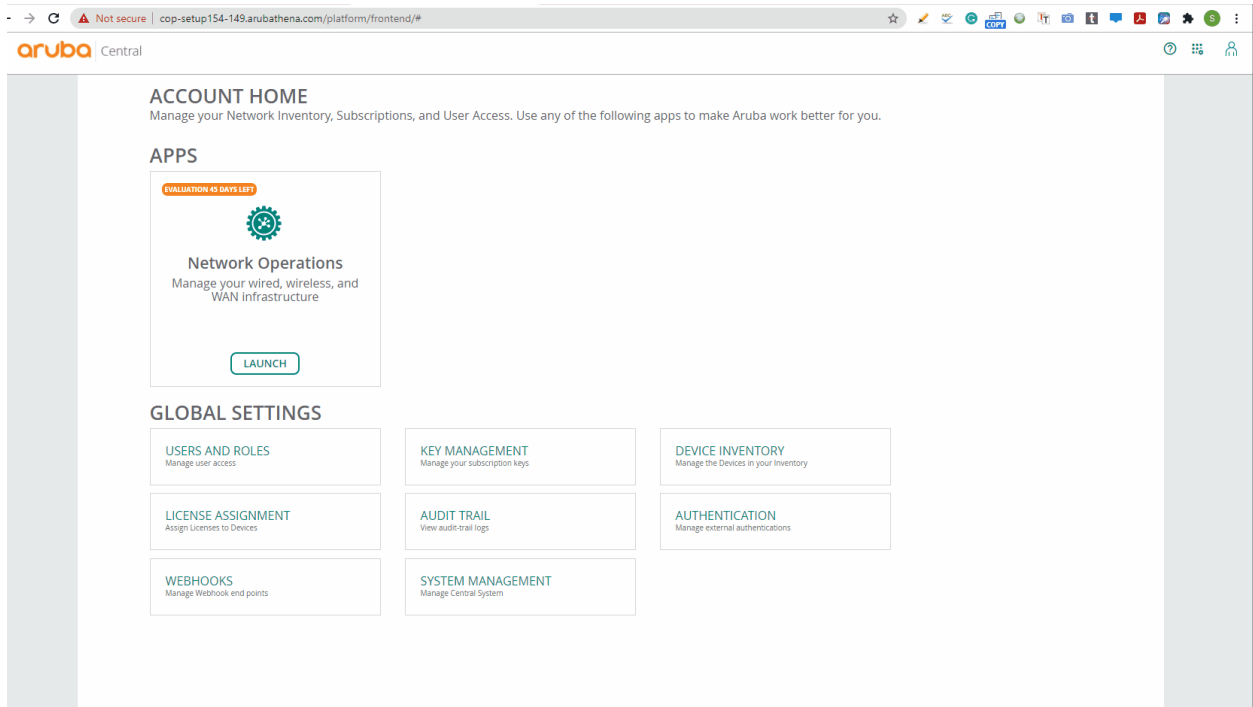 Not secure | cop-setup154-149.arubathena.com/platform/frontend/#
COPY
S
aruba Central
ACCOUNT HOME
Manage your Network Inventory, Subscriptions, and User Access. Use any of the following apps to make Aruba work better for you.
APPS
EVALUATION 45 DAYS LEFT
Network Operations
Manage your wired, wireless, and
WAN infrastructure
LAUNCH
GLOBAL SETTINGS
USERS AND ROLES
Manage user access
KEY MANAGEMENT
Manage your subscription keys
DEVICE INVENTORY
Manage the Devices in your Inventory
LICENSE ASSIGNMENT
Assign Licenses to Devices
AUDIT TRAIL
View audit-trail logs
AUTHENTICATION
Manage external authentications
WEBHOOKS
Manage Webhook end points
SYSTEM MANAGEMENT
Manage Central System